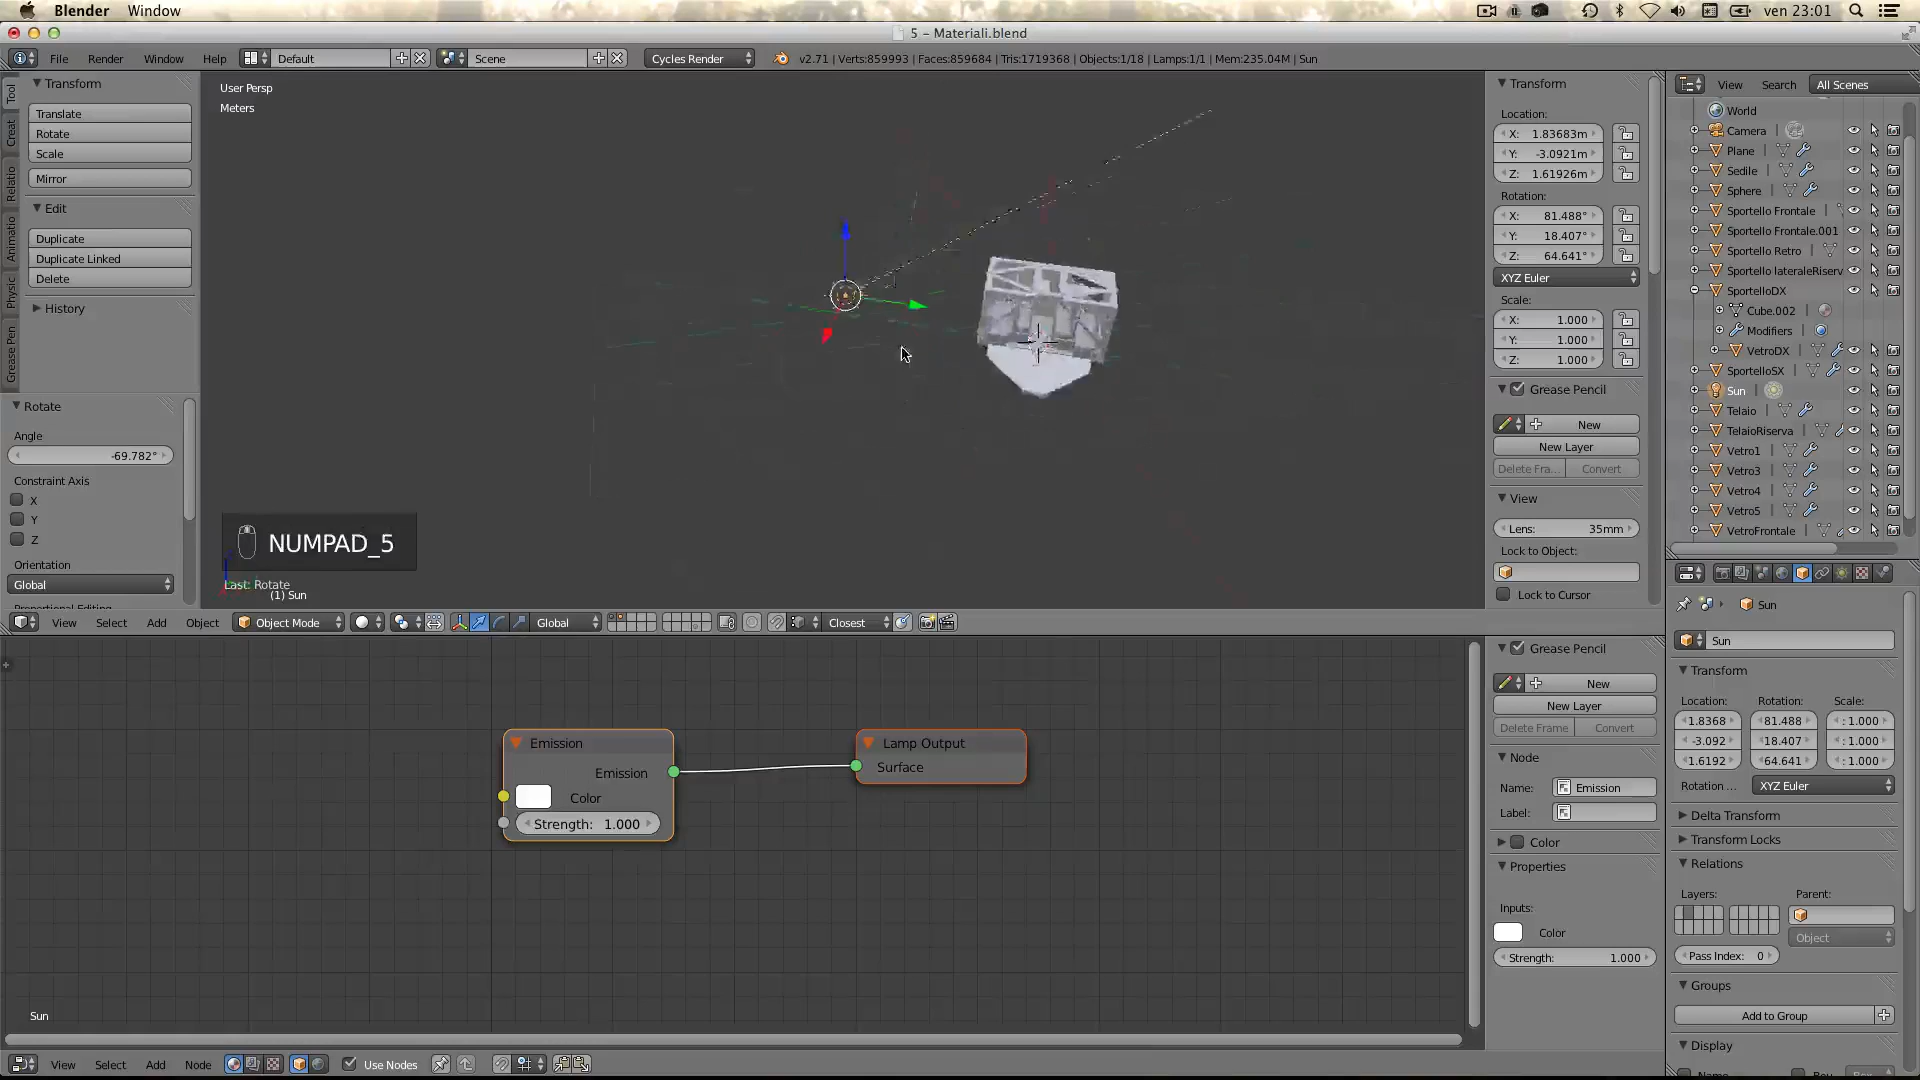 Blender Window ven 23:01
5 - Materiali.blend
File Render Window Help Default Scene Cycles Render v2.71 | Verts:859993 | Faces:859684 | Tris:1719368 | Objects:1/18 | Lamps:1/1 | Mem:235.04M | Sun
Tool
Creat
Relatio
Animatio
Physic
Grease Pen
Transform
Translate
Rotate
Scale
Mirror
Edit
Duplicate
Duplicate Linked
Delete
History
Rotate
Angle
-69.782°
Constraint Axis
X
Y
Z
Orientation
Global
User Persp
Meters
NUMPAD_5
Last: Rotate
(1) Sun
Transform
Location:
X: 1.83683m
Y: -3.0921m
Z: 1.61926m
Rotation:
X: 81.488°
Y: 18.407°
Z: 64.641°
XYZ Euler
Scale:
X: 1.000
Y: 1.000
Z: 1.000
Grease Pencil
New
New Layer
Delete Fra... Convert
View
Lens: 35mm
Lock to Object:
Lock to Cursor
View Search All Scenes
World
Camera
Plane
Sedile
Sphere
Sportello Frontale
Sportello Frontale.001
Sportello Retro
Sportello lateraleRiserv
SportelloDX
Cube.002
Modifiers
VetroDX
SportelloSX
Sun
Telaio
TelaioRiserva
Vetro1
Vetro3
Vetro4
Vetro5
VetroFrontale
View Select Add Object Object Mode Global Closest
Emission
Emission
Color
Strength: 1.000
Lamp Output
Surface
Sun
View Select Add Node Use Nodes
Grease Pencil
New
New Layer
Delete Frame Convert
Node
Name: Emission
Label:
Color
Properties
Inputs:
Color
Strength: 1.000
Sun
Sun
Transform
Location: Rotation: Scale:
1.8368 81.488 : 1.000
-3.092 18.407 : 1.000
1.6192 64.641 : 1.000
Rotation ... XYZ Euler
Delta Transform
Transform Locks
Relations
Layers: Parent:
Object
Pass Index: 0
Groups
Add to Group
Display